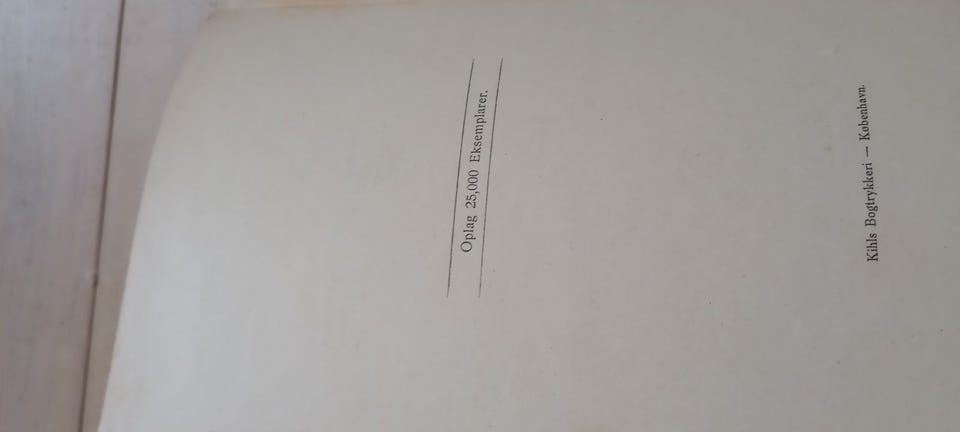 Oplag 25,000 Eksemplarer.
Kihls Bogtrykkeri — København.